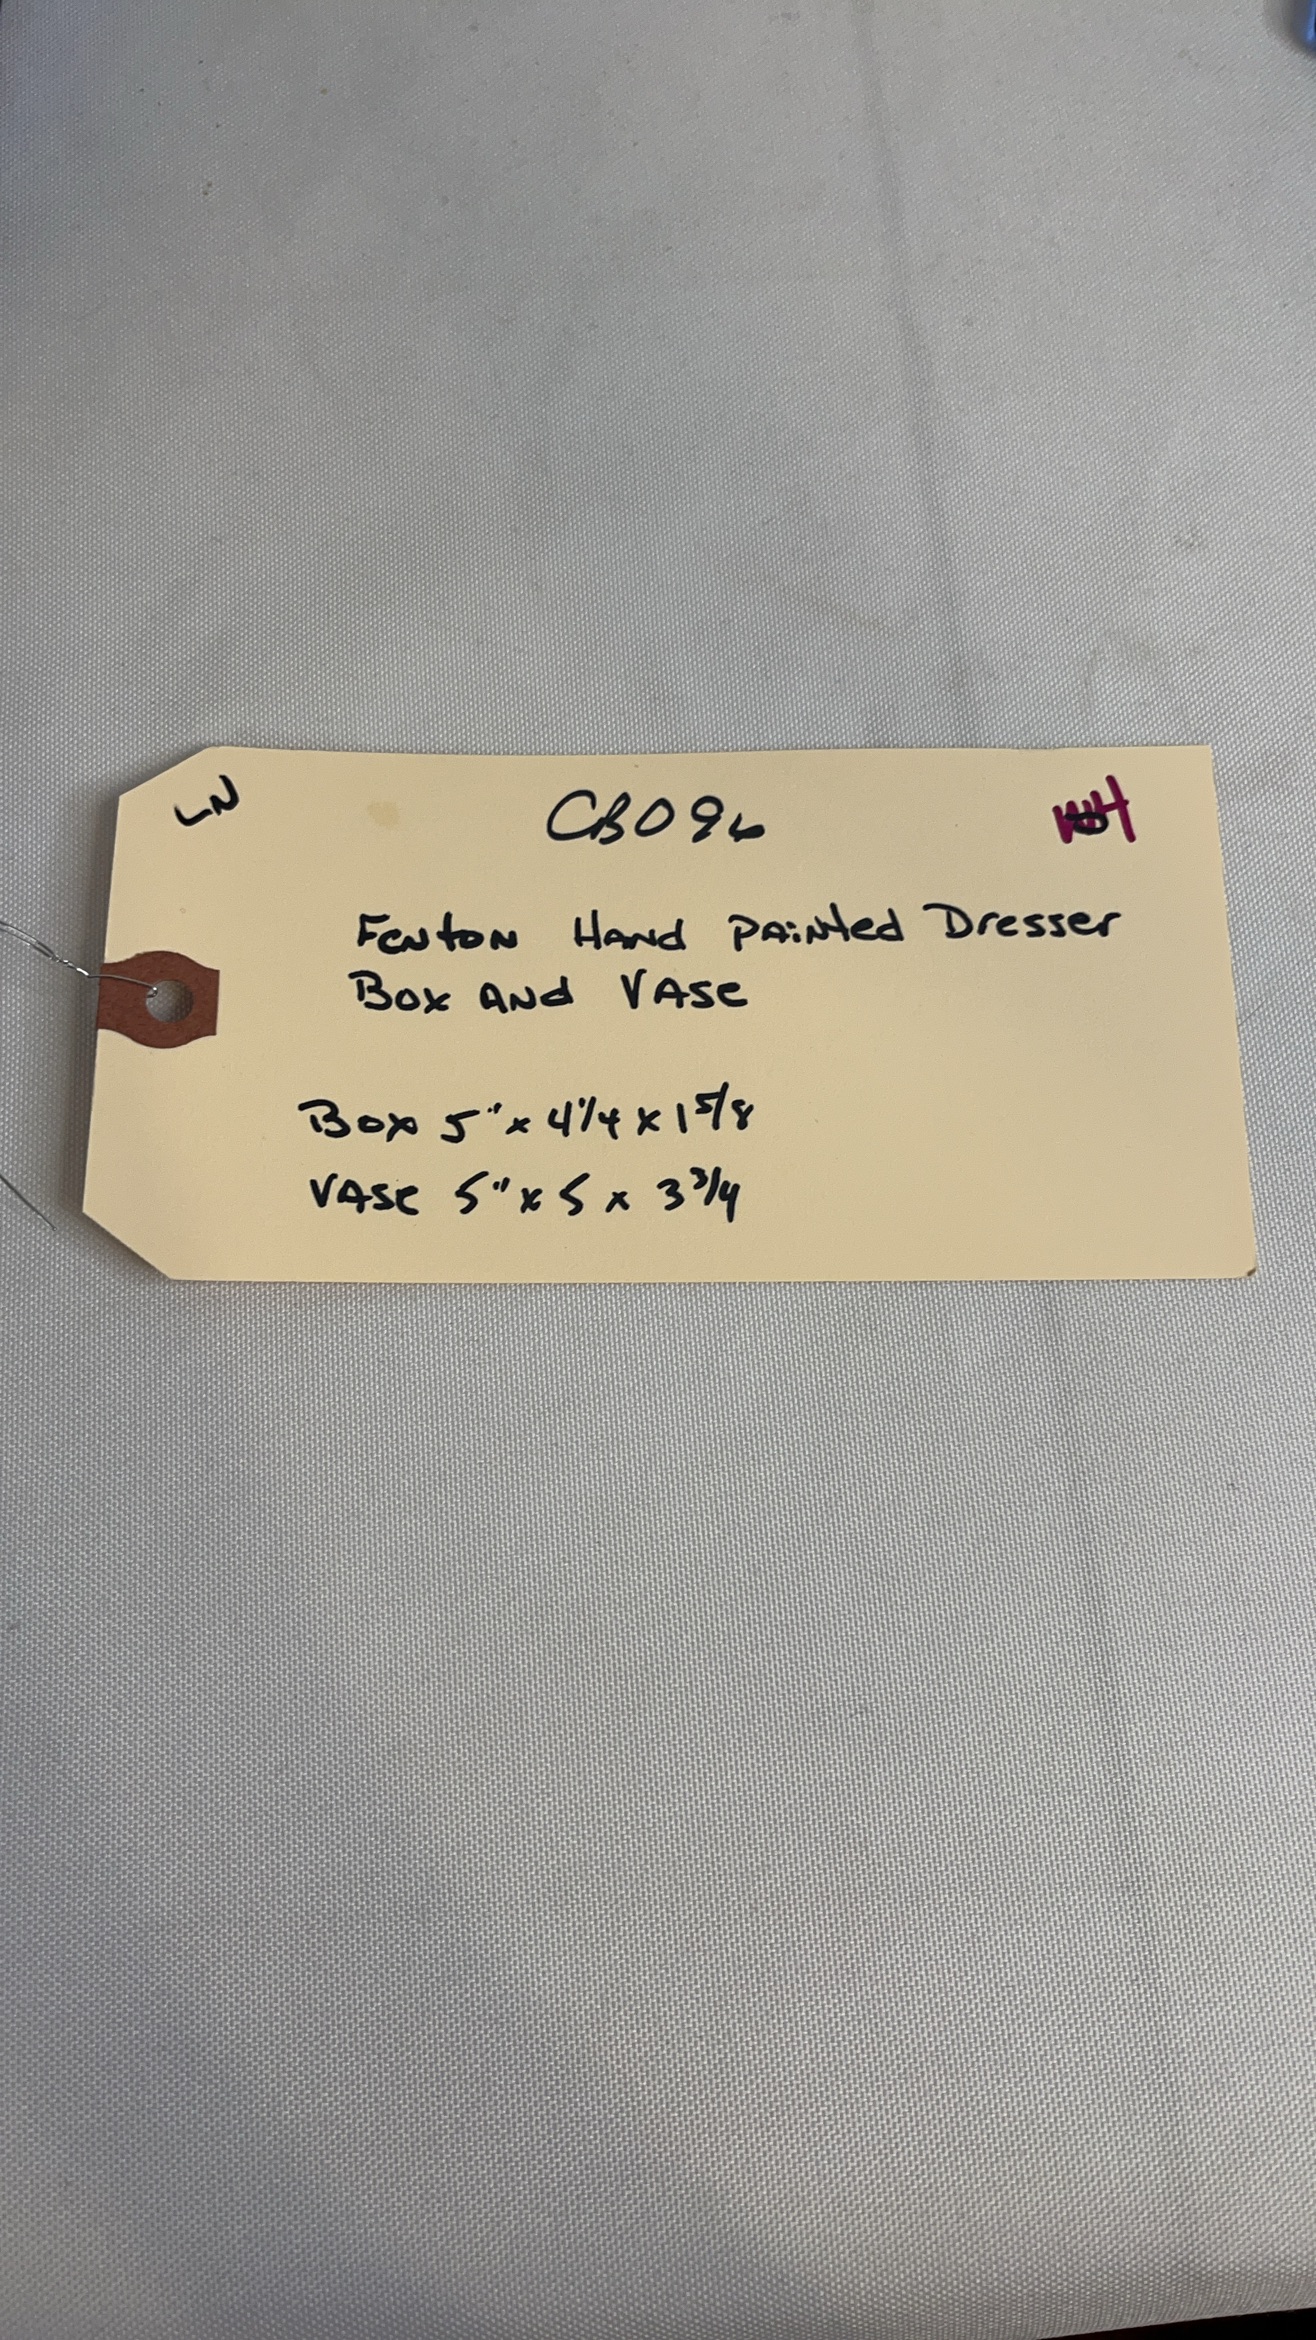 LN
CB096
Fenton Hand Painted Dresser
Box And Vase
Box 5" x 4 1/4 x 1 5/8
Vase 5" x 5 x 3 3/4